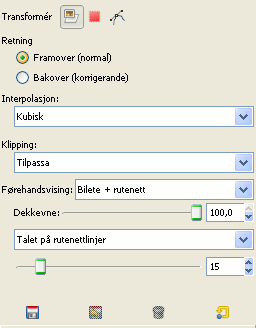 Transformér
Retning
Framover (normal)
Bakover (korrigerande)
Interpolasjon:
Kubisk
Klipping:
Tilpassa
Førehandsvising: Bilete + rutenett
Dekkevne: 100,0
Talet på rutenettlinjer
15